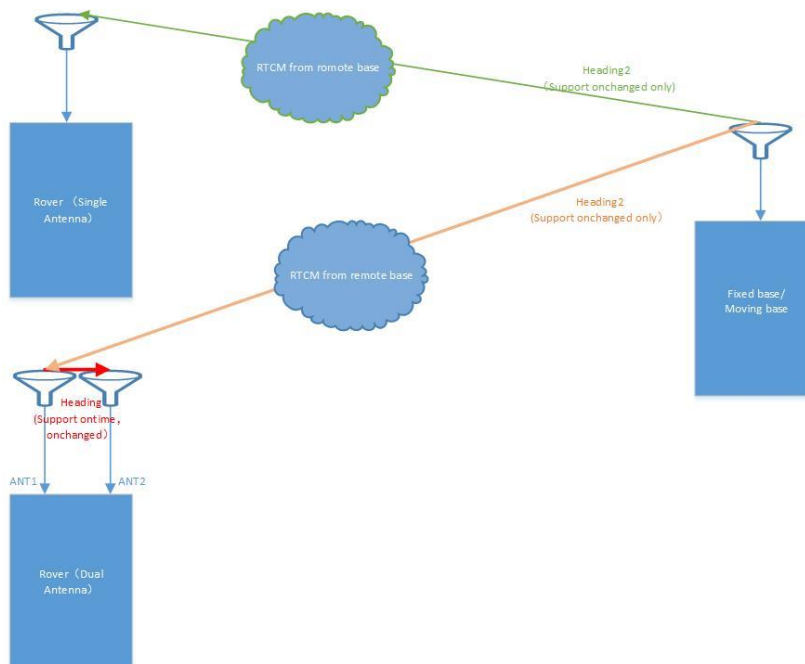 RTCM from romote base
Heading2
（Support onchanged only)
Rover （Single
Antenna）
Heading2
(Support onchanged only）
RTCM from remote base
Fixed base/
Moving base
Heading
(Support ontime，
onchanged）
ANT1
ANT2
Rover（Dual
Antenna）